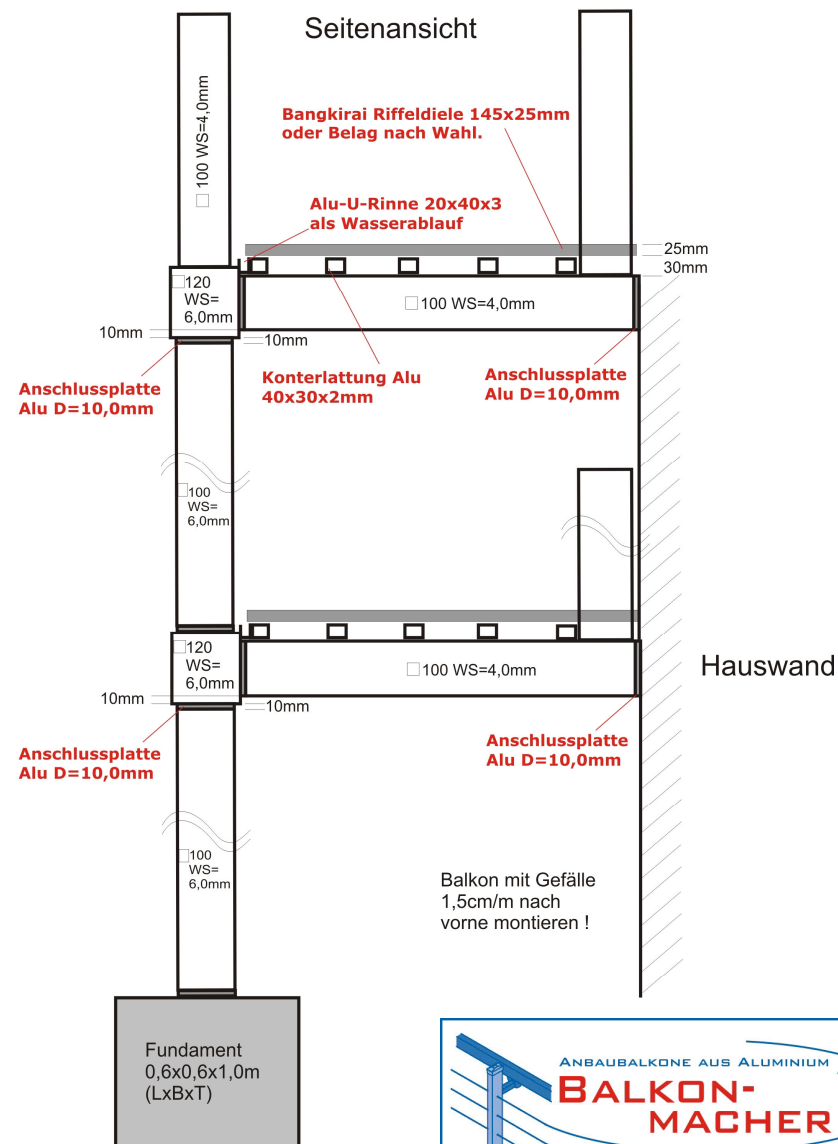 Seitenansicht
□ 100 WS=4,0mm
Bangkirai Riffeldiele 145x25mm
oder Belag nach Wahl.
Alu-U-Rinne 20x40x3
als Wasserablauf
25mm
30mm
□120
WS=
6,0mm
□ 100 WS=4,0mm
10mm
10mm
Anschlussplatte
Alu D=10,0mm
Konterlattung Alu
40x30x2mm
Anschlussplatte
Alu D=10,0mm
□100
WS=
6,0mm
□120
WS=
6,0mm
□ 100 WS=4,0mm
Hauswand
10mm
10mm
Anschlussplatte
Alu D=10,0mm
Anschlussplatte
Alu D=10,0mm
□100
WS=
6,0mm
Balkon mit Gefälle
1,5cm/m nach
vorne montieren !
Fundament
0,6x0,6x1,0m
(LxBxT)
ANBAUBALKONE AUS ALUMINIUM
BALKON-
MACHER